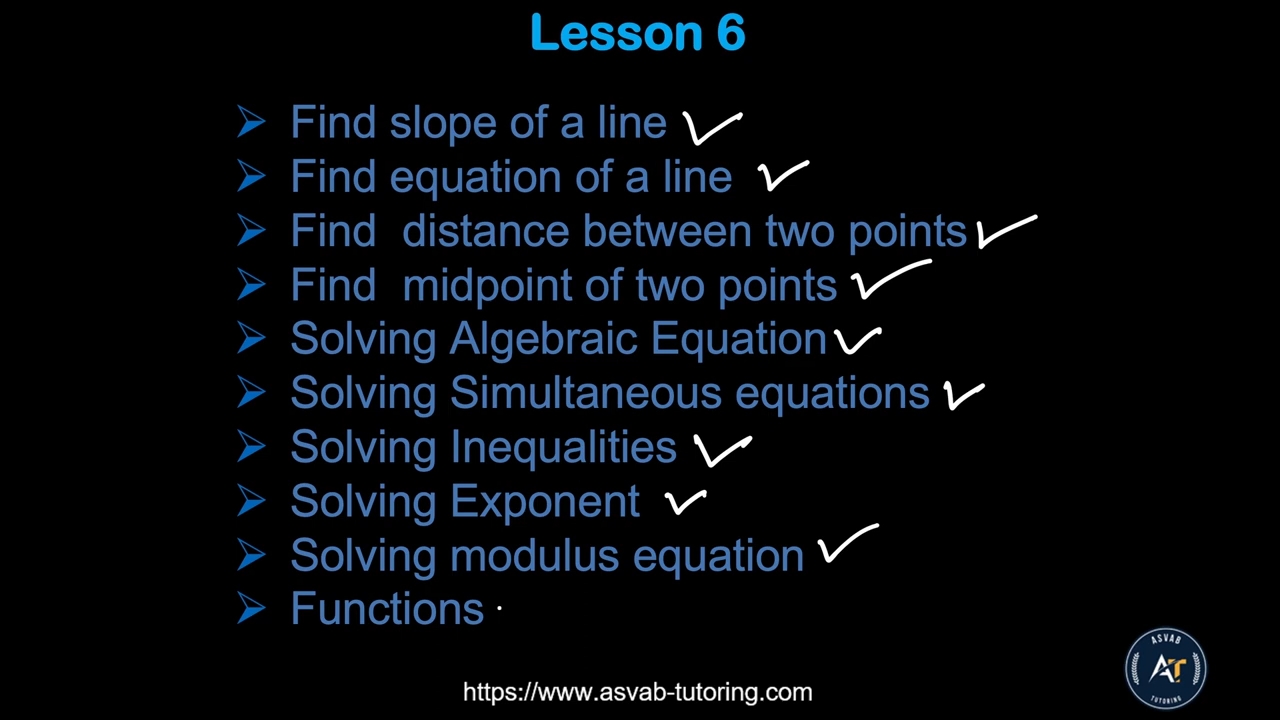 Lesson 6
➢ Find slope of a line ✓
➢ Find equation of a line ✓
➢ Find distance between two points ✓
➢ Find midpoint of two points ✓
➢ Solving Algebraic Equation ✓
➢ Solving Simultaneous equations ✓
➢ Solving Inequalities ✓
➢ Solving Exponent ✓
➢ Solving modulus equation ✓
➢ Functions
https://www.asvab-tutoring.com
ASVAB
AT
TUTORING